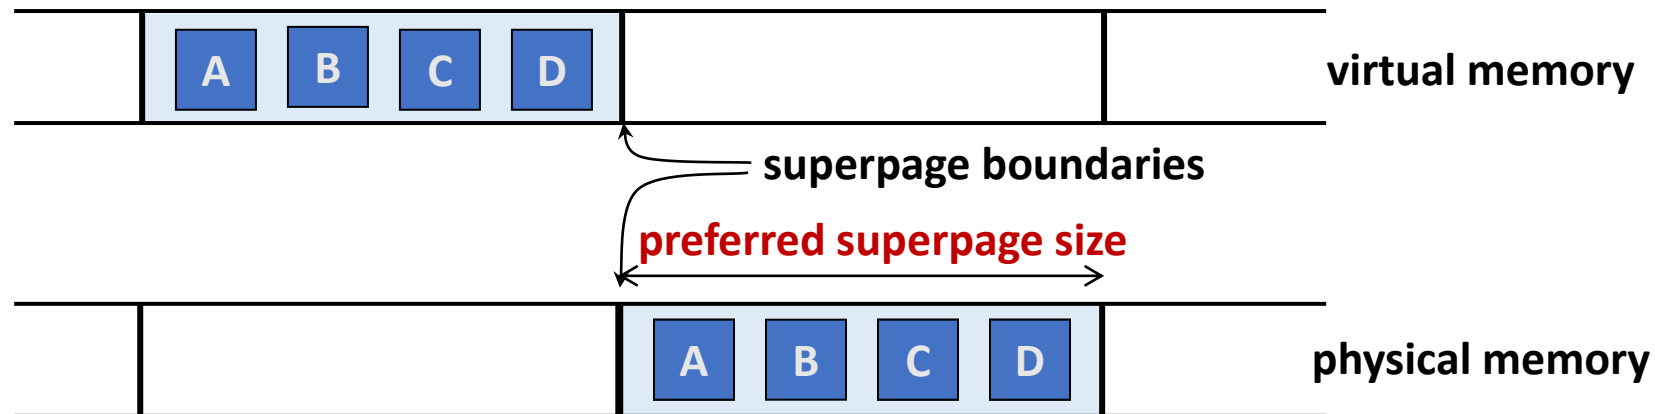 A B C D
virtual memory
superpage boundaries
preferred superpage size
A B C D
physical memory